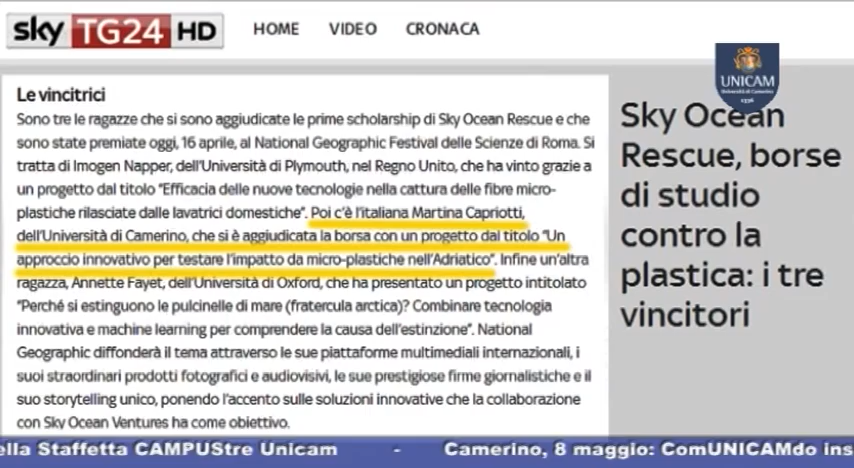 sky TG24 HD
HOME VIDEO CRONACA
UNICAM
Università di Camerino
1336
Le vincitrici
Sono tre le ragazze che si sono aggiudicate le prime scholarship di Sky Ocean Rescue e che
sono state premiate oggi, 16 aprile, al National Geographic Festival delle Scienze di Roma. Si
tratta di Imogen Napper, dell'Università di Plymouth, nel Regno Unito, che ha vinto grazie a
un progetto dal titolo "Efficacia delle nuove tecnologie nella cattura delle fibre micro-
plastiche rilasciate dalle lavatrici domestiche". Poi c'è l'italiana Martina Capriotti,
dell'Università di Camerino, che si è aggiudicata la borsa con un progetto dal titolo "Un
approccio innovativo per testare l'impatto da micro-plastiche nell'Adriatico". Infine un'altra
ragazza, Annette Fayet, dell'Università di Oxford, che ha presentato un progetto intitolato
"Perché si estinguono le pulcinelle di mare (fratercula arctica)? Combinare tecnologia
innovativa e machine learning per comprendere la causa dell'estinzione". National
Geographic diffonderà il tema attraverso le sue piattaforme multimediali internazionali, i
suoi straordinari prodotti fotografici e audiovisivi, le sue prestigiose firme giornalistiche e il
suo storytelling unico, ponendo l'accento sulle soluzioni innovative che la collaborazione
con Sky Ocean Ventures ha come obiettivo.
Sky Ocean
Rescue, borse
di studio
contro la
plastica: i tre
vincitori
ella Staffetta CAMPUStre Unicam - Camerino, 8 maggio: ComUNICAMdo ins